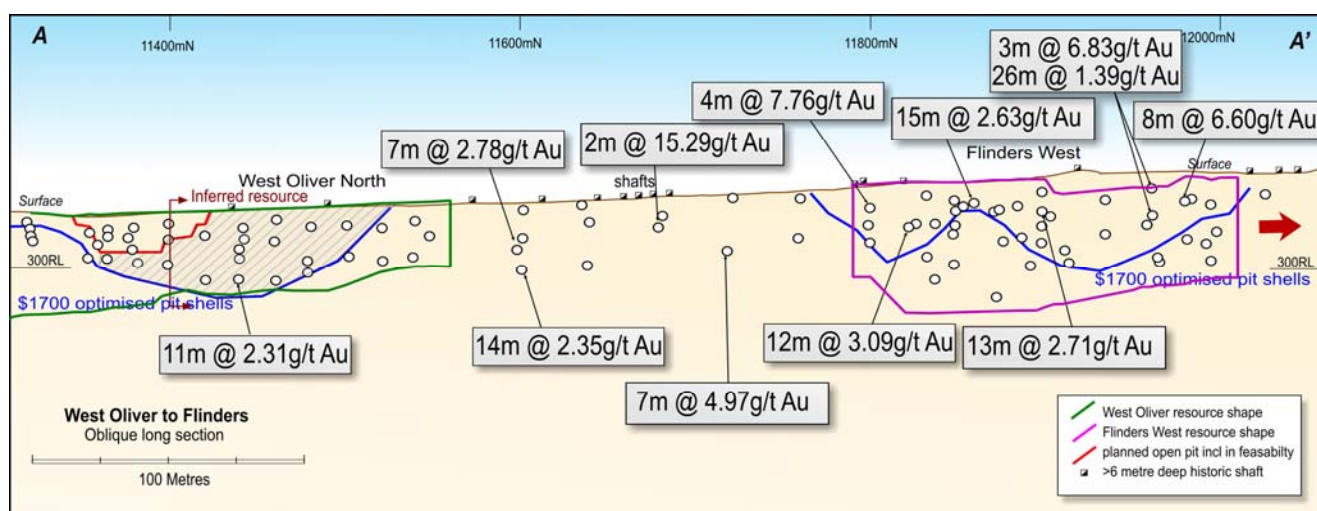 A
11400mN
11600mN
11800mN
12000mN
A'
3m @ 6.83g/t Au
26m @ 1.39g/t Au
4m @ 7.76g/t Au
15m @ 2.63g/t Au
8m @ 6.60g/t Au
7m @ 2.78g/t Au
2m @ 15.29g/t Au
Flinders West
Surface
West Oliver North
shafts
Inferred resource
Surface
300RL
300RL
$1700 optimised pit shells
$1700 optimised pit shells
11m @ 2.31g/t Au
14m @ 2.35g/t Au
12m @ 3.09g/t Au
13m @ 2.71g/t Au
7m @ 4.97g/t Au
West Oliver to Flinders
Oblique long section
100 Metres
West Oliver resource shape
Flinders West resource shape
planned open pit incl in feasabilty
>6 metre deep historic shaft